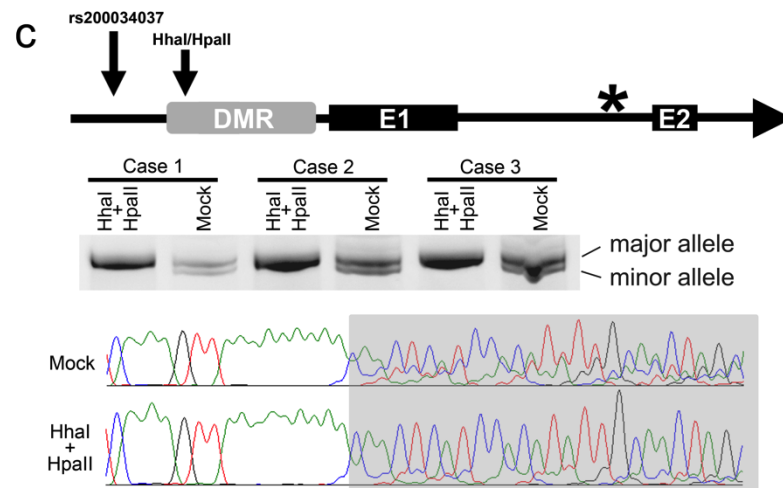 C
rs200034037
HhaI/HpaII
DMR
E1
*
E2
Case 1
Case 2
Case 3
HhaI
+
HpaII
Mock
HhaI
+
HpaII
Mock
HhaI
+
HpaII
Mock
major allele
minor allele
Mock
HhaI
+
HpaII